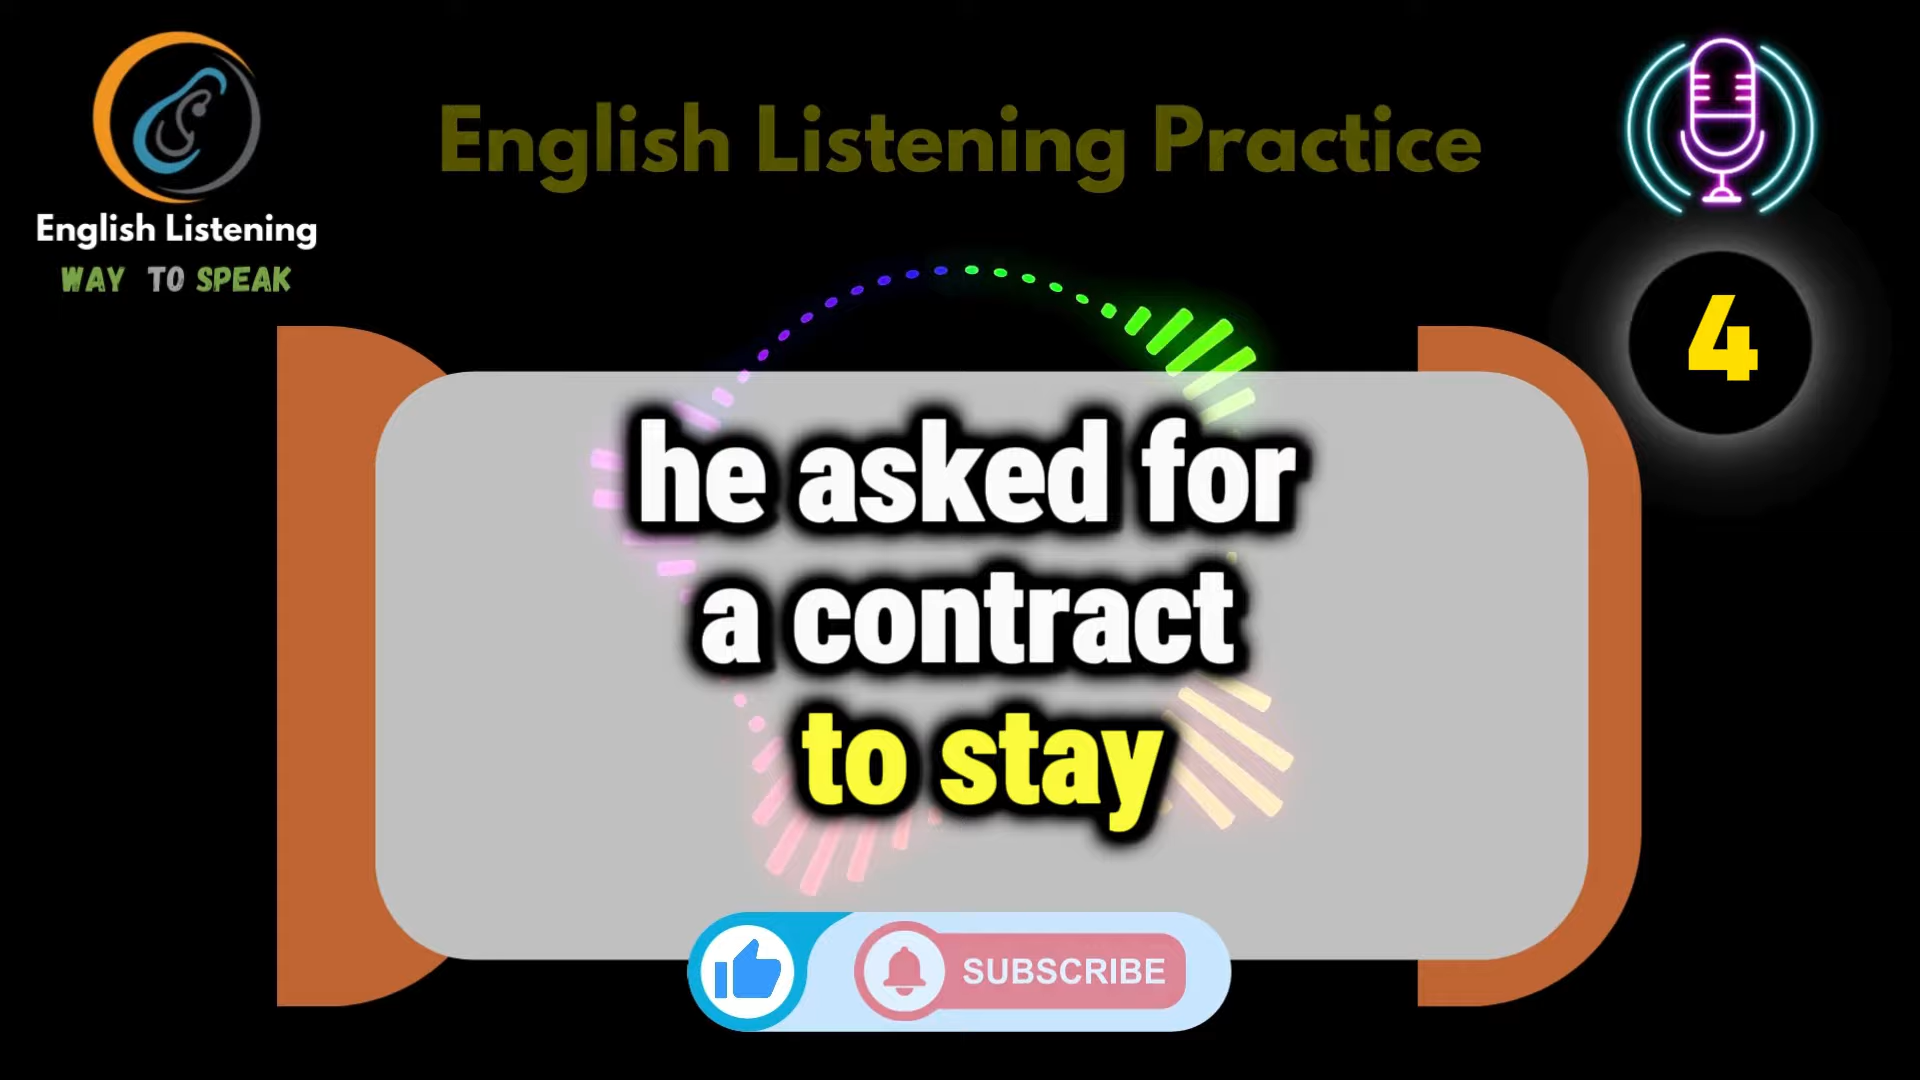 English Listening Practice
English Listening
WAY TO SPEAK
4
he asked for
a contract
to stay
SUBSCRIBE